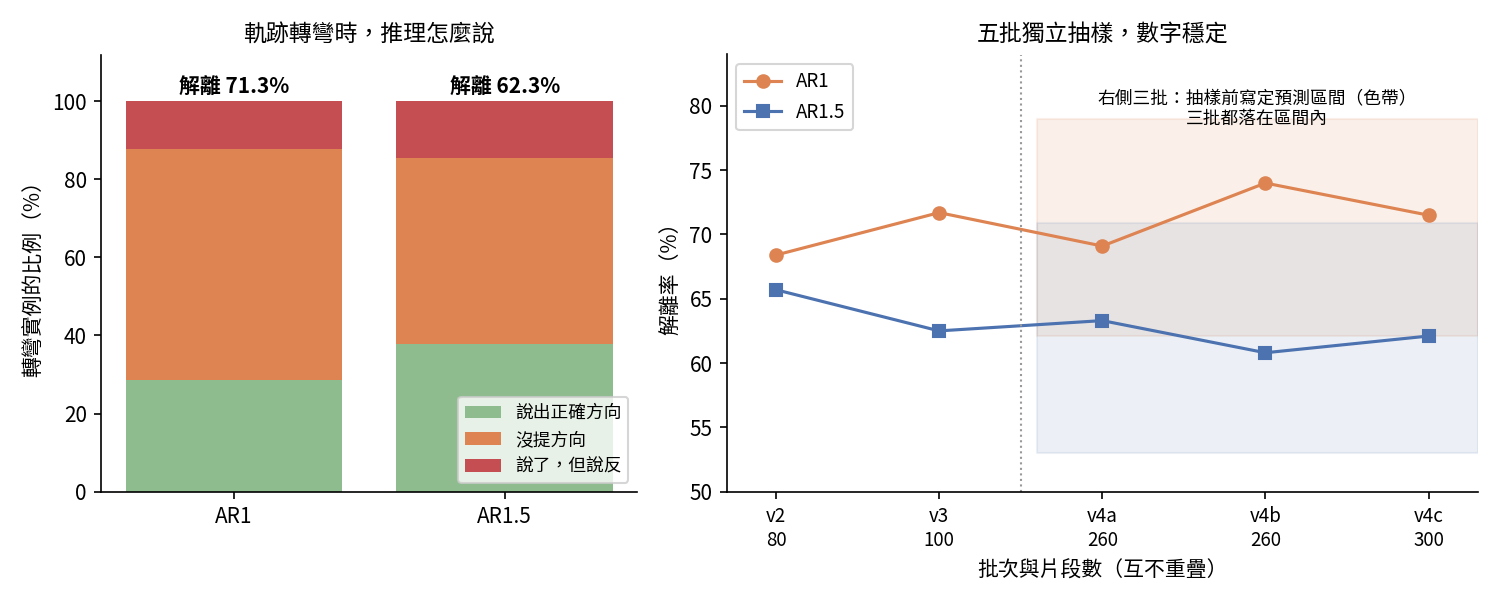 軌跡轉彎時，推理怎麼說
解離 71.3%
解離 62.3%
轉彎實例的比例（%）
100
80
60
40
20
0
說出正確方向
沒提方向
說了，但說反
AR1
AR1.5
五批獨立抽樣，數字穩定
AR1
AR1.5
右側三批：抽樣前寫定預測區間（色帶）
三批都落在區間內
解離率（%）
80
75
70
65
60
55
50
v2
80
v3
100
v4a
260
v4b
260
v4c
300
批次與片段數（互不重疊）